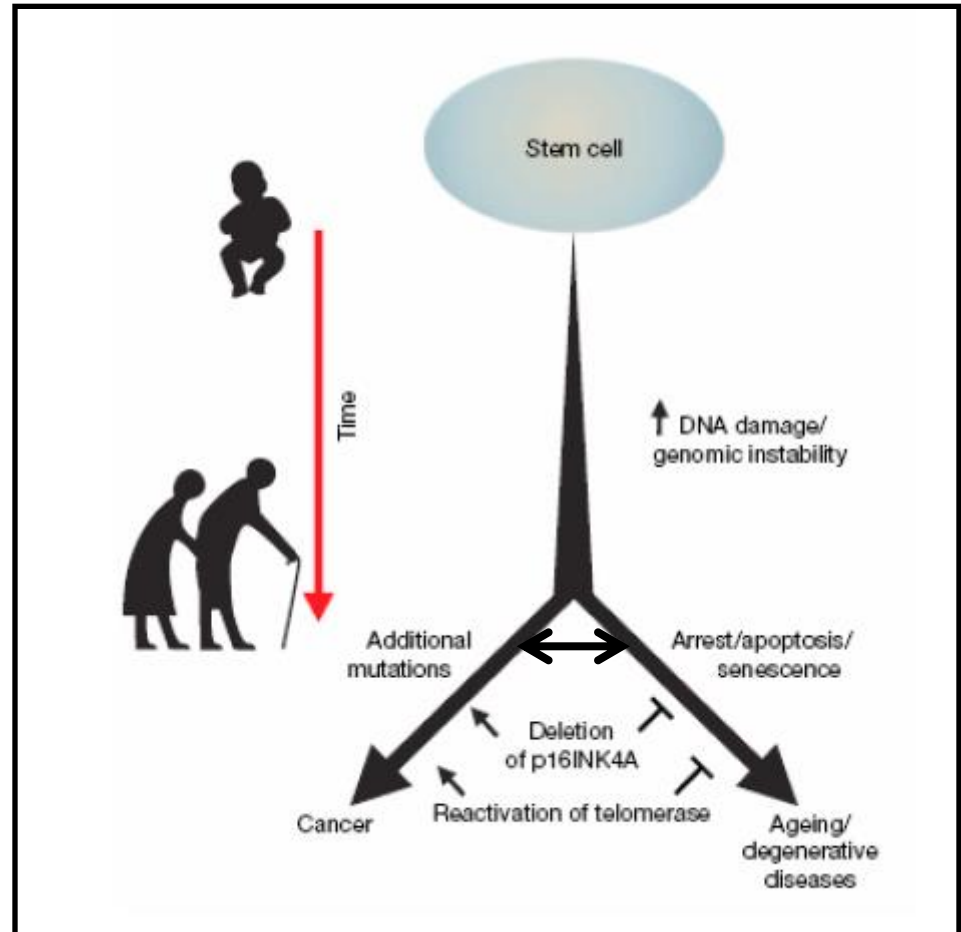 Stem cell
Time
DNA damage/
genomic instability
Additional
mutations
Arrest/apoptosis/
senescence
Deletion
of p16INK4A
Reactivation of telomerase
Cancer
Ageing/
degenerative
diseases